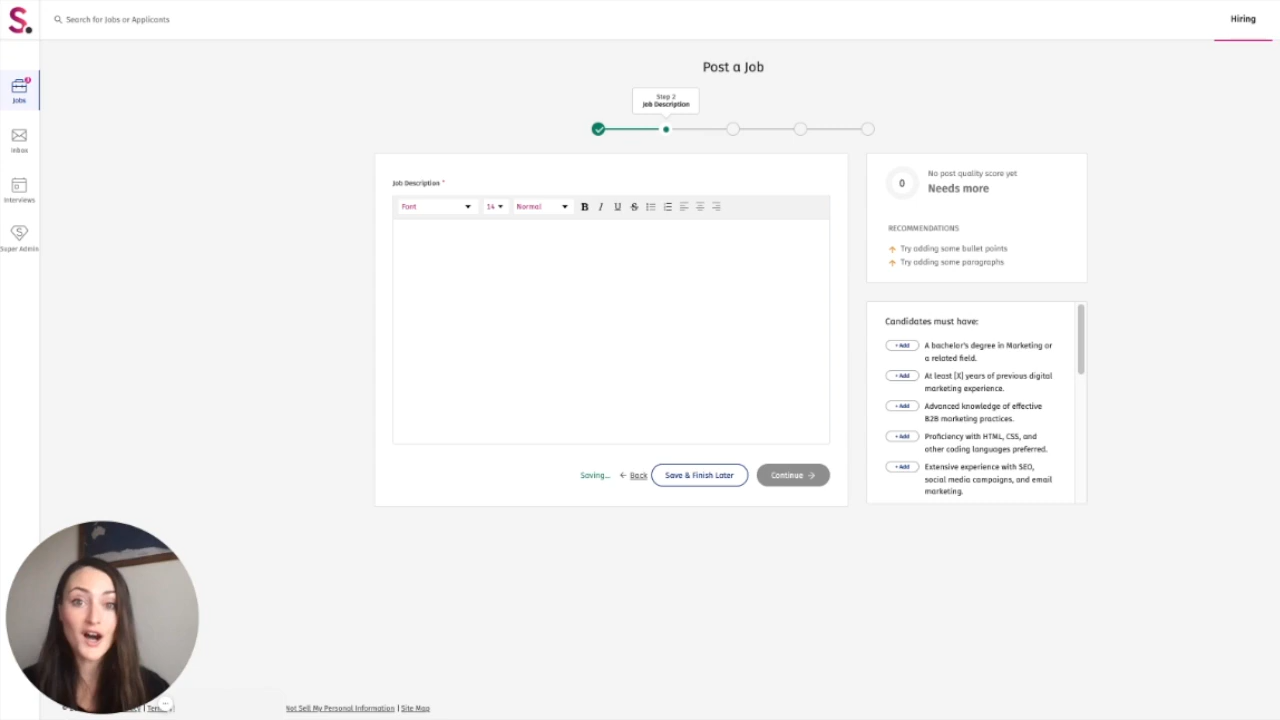 S.
Search for Jobs or Applicants
Hiring
Jobs
Inbox
Interviews
Super Admin
Post a Job
Step 2
Job Description
Job Description *
Font
14
Normal
B I U S
Saving...
Back
Save & Finish Later
Continue
0
No post quality score yet
Needs more
RECOMMENDATIONS
Try adding some bullet points
Try adding some paragraphs
Candidates must have:
+ Add
A bachelor's degree in Marketing or
a related field.
+ Add
At least [X] years of previous digital
marketing experience.
+ Add
Advanced knowledge of effective
B2B marketing practices.
+ Add
Proficiency with HTML, CSS, and
other coding languages preferred.
+ Add
Extensive experience with SEO,
social media campaigns, and email
marketing.
Not Sell My Personal Information | Site Map